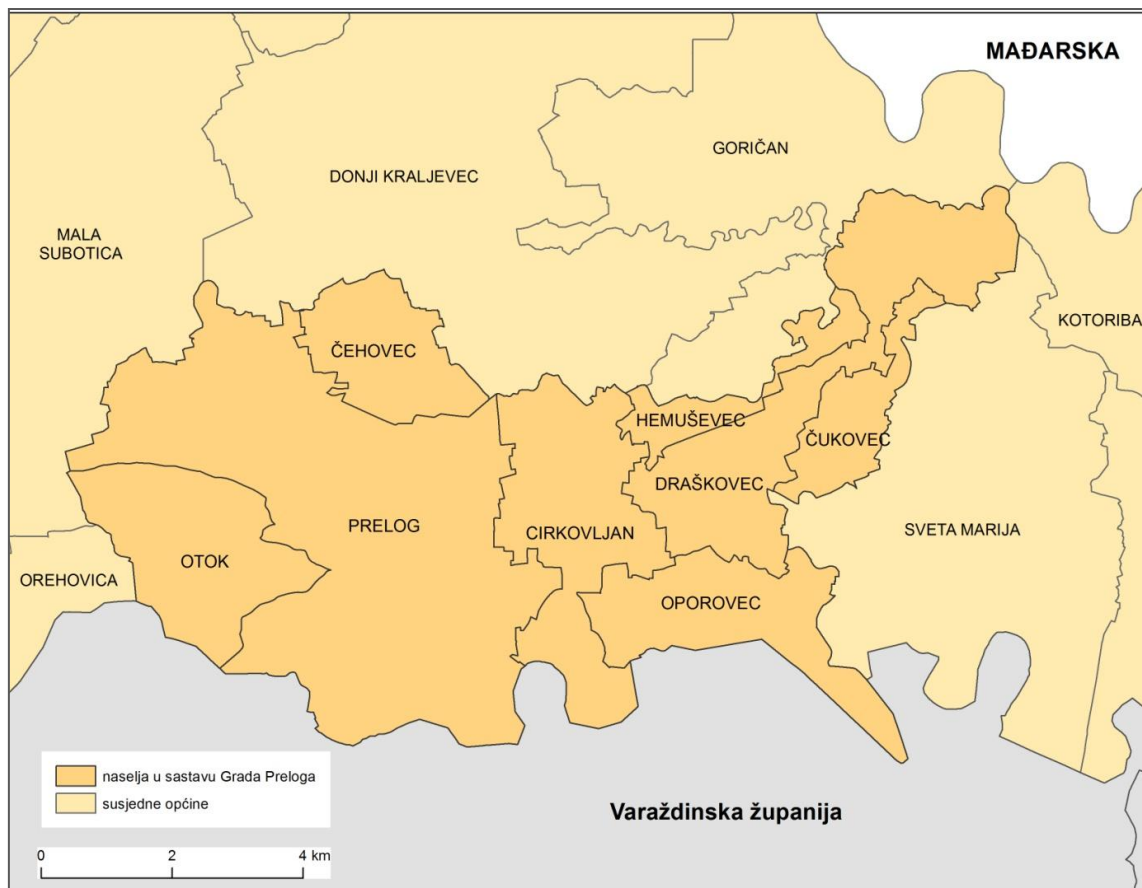 MAĐARSKA
GORIČAN
DONJI KRALJEVEC
MALA
SUBOTICA
KOTORIBA
ČEHOVEC
HEMUŠEVEC
ČUKOVEC
DRAŠKOVEC
PRELOG
CIRKOVLJAN
SVETA MARIJA
OTOK
OREHOVICA
OPOROVEC
naselja u sastavu Grada Preloga
susjedne općine
Varaždinska županija
0 2 4 km